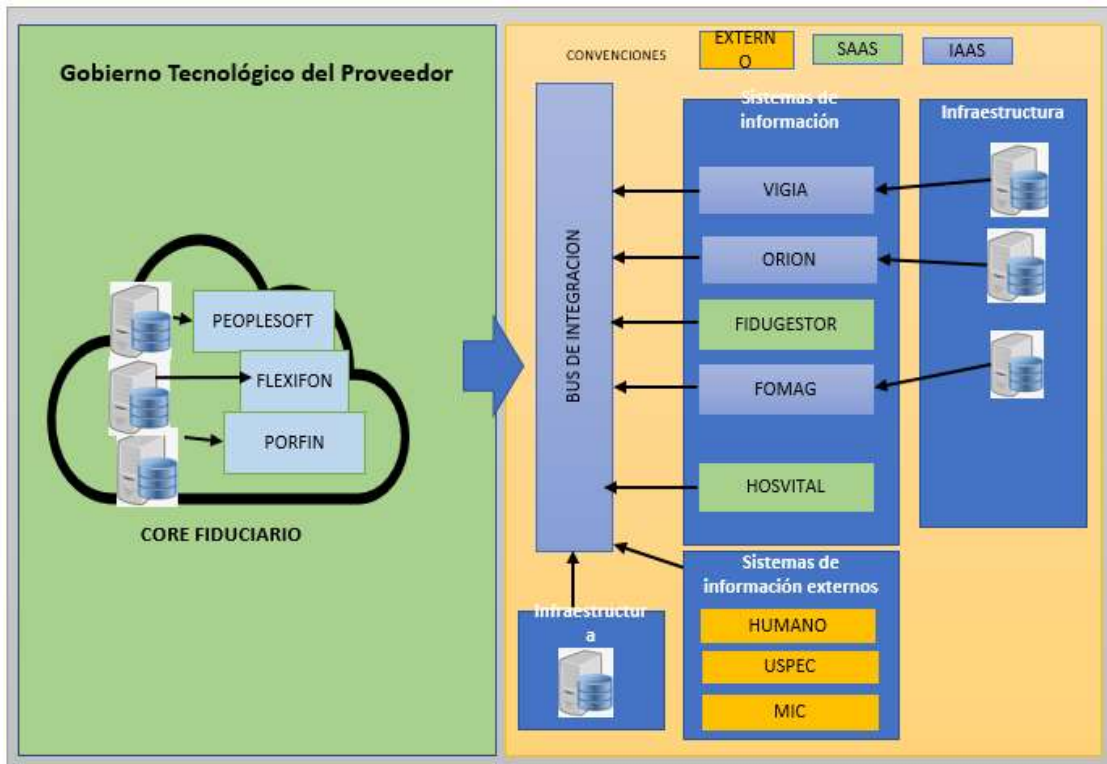 Gobierno Tecnológico del Proveedor
PEOPLESOFT
FLEXIFON
PORFIN
CORE FIDUCIARIO
CONVENCIONES
EXTERN
O
SAAS
IAAS
BUS DE INTEGRACION
Sistemas de
información
VIGIA
ORION
FIDUGESTOR
FOMAG
HOSVITAL
Infraestructura
Infraestructur
a
Sistemas de
información externos
HUMANO
USPEC
MIC